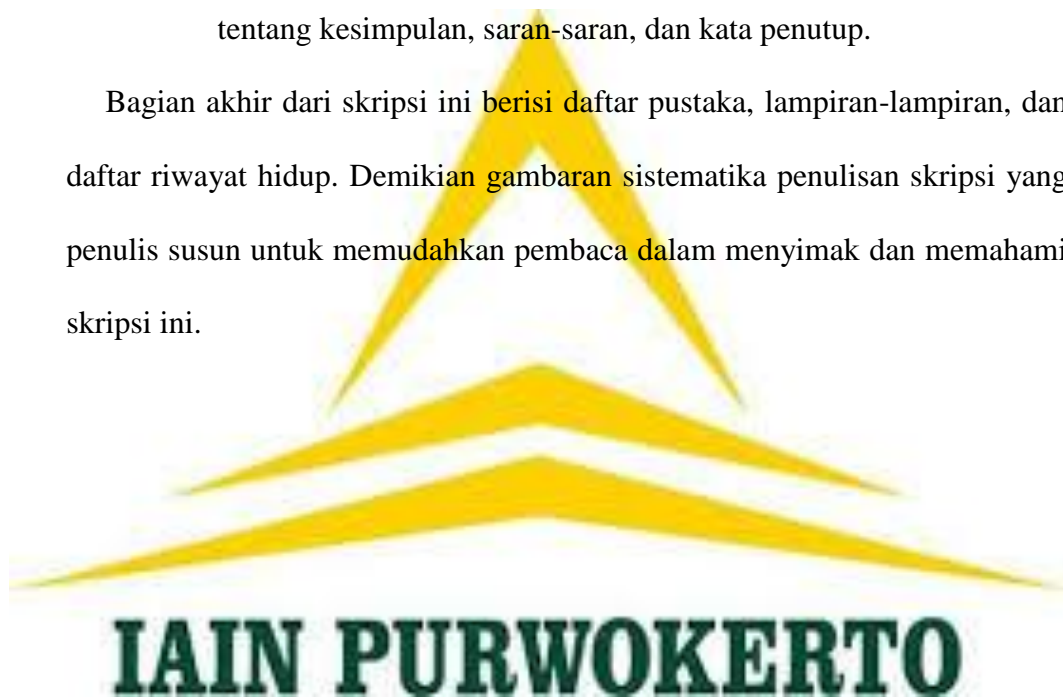 tentang kesimpulan, saran-saran, dan kata penutup.
Bagian akhir dari skripsi ini berisi daftar pustaka, lampiran-lampiran, dan
daftar riwayat hidup. Demikian gambaran sistematika penulisan skripsi yang
penulis susun untuk memudahkan pembaca dalam menyimak dan memahami
skripsi ini.
IAIN PURWOKERTO